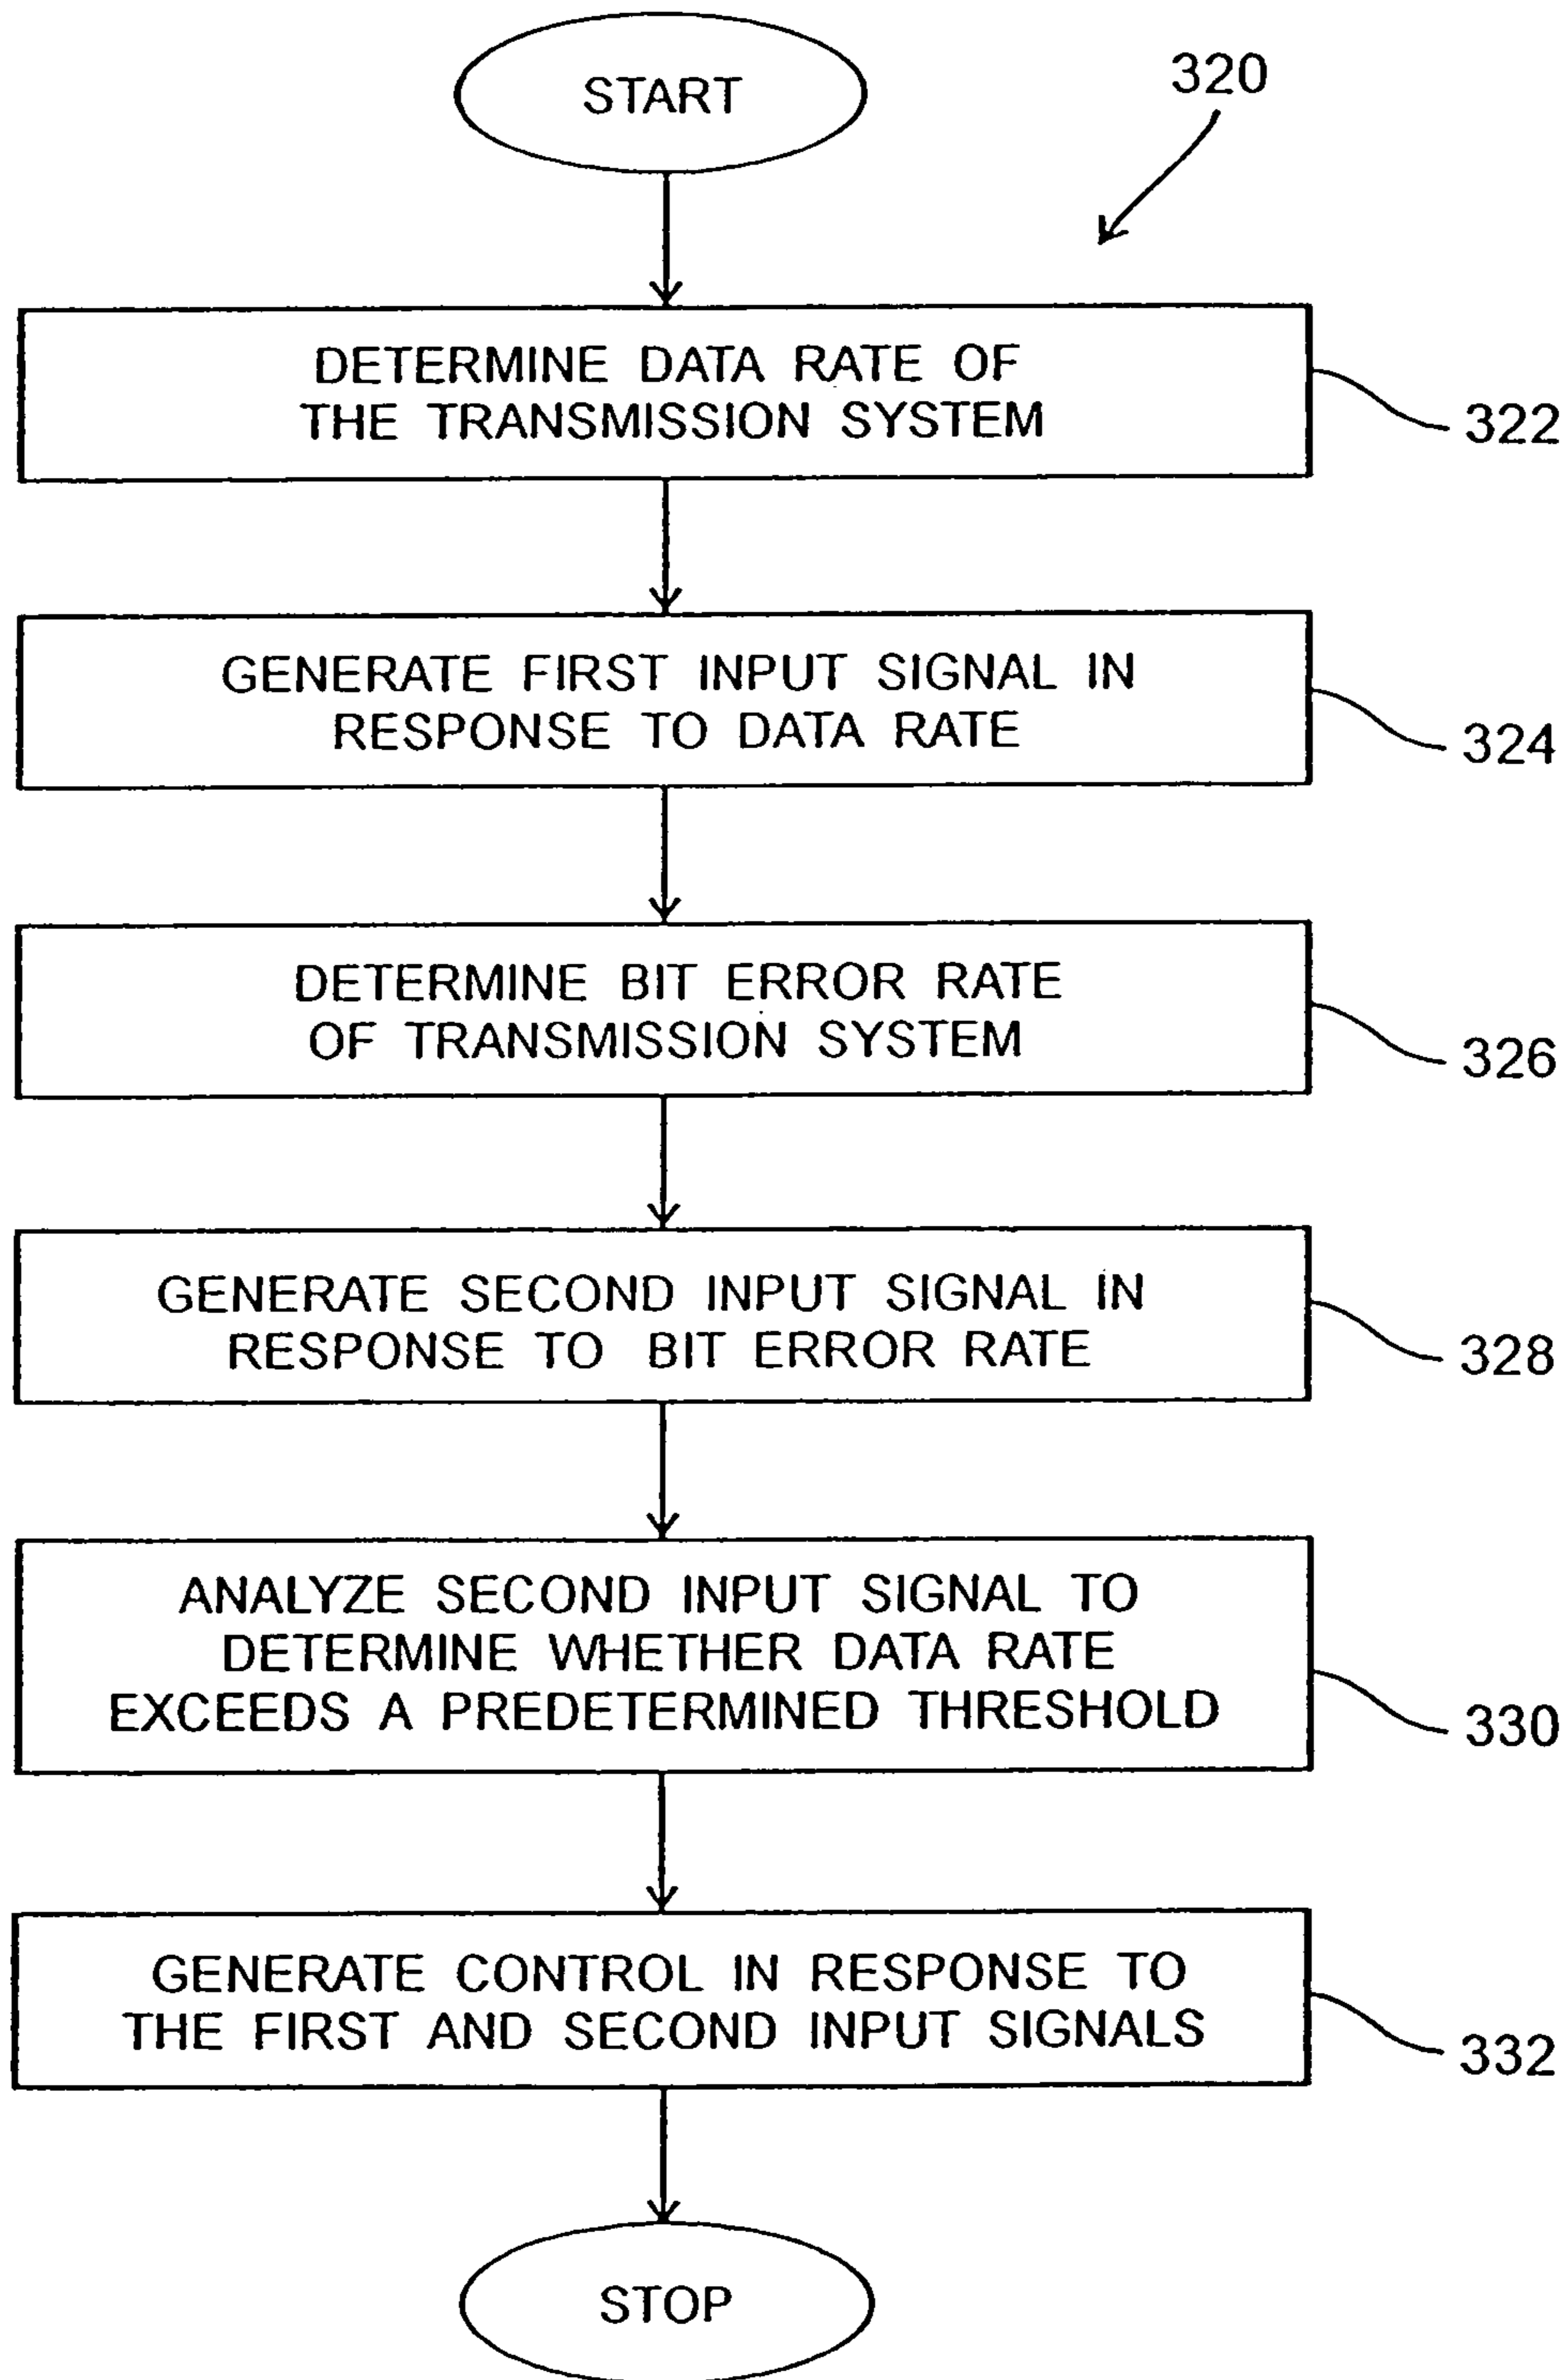 START
320
DETERMINE DATA RATE OF
THE TRANSMISSION SYSTEM
322
GENERATE FIRST INPUT SIGNAL IN
RESPONSE TO DATA RATE
324
DETERMINE BIT ERROR RATE
OF TRANSMISSION SYSTEM
326
GENERATE SECOND INPUT SIGNAL IN
RESPONSE TO BIT ERROR RATE
328
ANALYZE SECOND INPUT SIGNAL TO
DETERMINE WHETHER DATA RATE
EXCEEDS A PREDETERMINED THRESHOLD
330
GENERATE CONTROL IN RESPONSE TO
THE FIRST AND SECOND INPUT SIGNALS
332
STOP